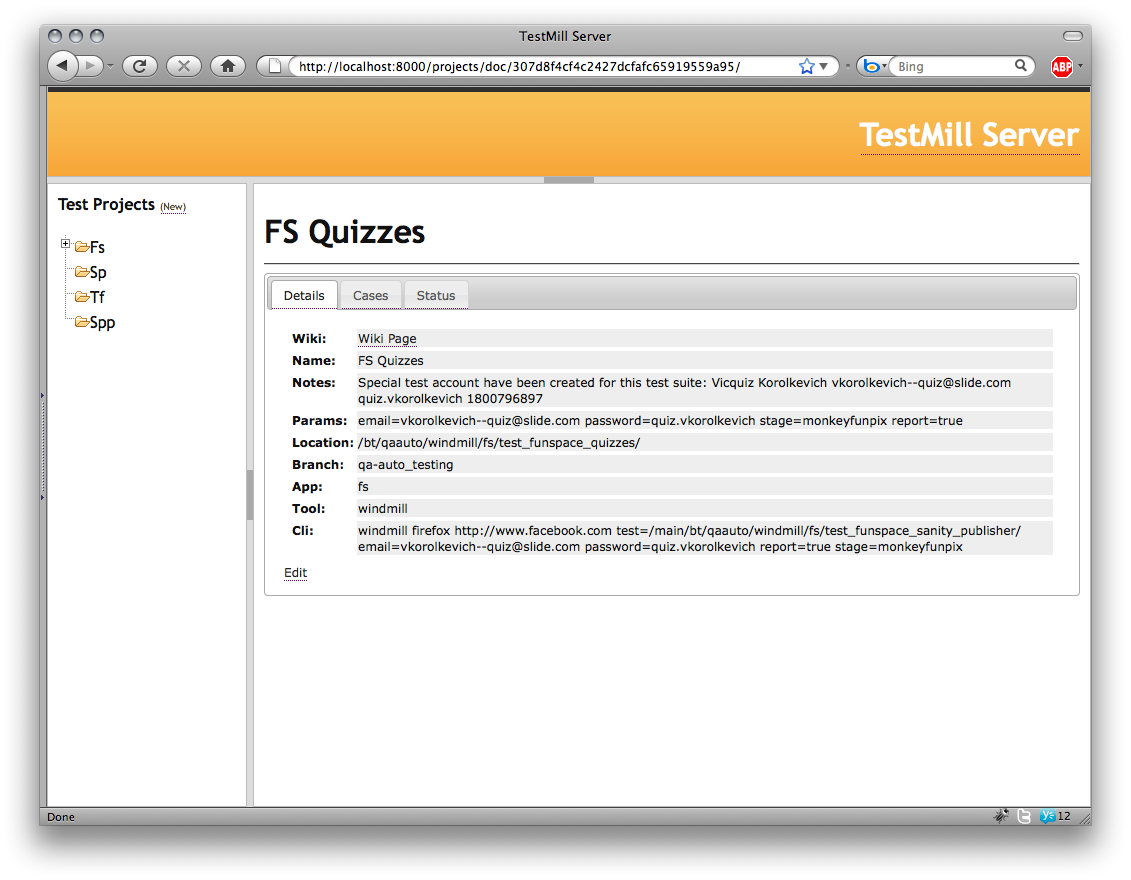 TestMill Server
http://localhost:8000/projects/doc/307d8f4cf4c2427dcfafc65919559a95/
Bing
ABP
TestMill Server
Test Projects (New)
Fs
Sp
Tf
Spp
FS Quizzes
Details Cases Status
Wiki: Wiki Page
Name: FS Quizzes
Notes: Special test account have been created for this test suite: Vicquiz Korolkevich vkorolkevich--quiz@slide.com
quiz.vkorolkevich 1800796897
Params: email=vkorolkevich--quiz@slide.com password=quiz.vkorolkevich stage=monkeyfunpix report=true
Location: /bt/qaauto/windmill/fs/test_funspace_quizzes/
Branch: qa-auto_testing
App: fs
Tool: windmill
Cli: windmill firefox http://www.facebook.com test=/main/bt/qaauto/windmill/fs/test_funspace_sanity_publisher/
email=vkorolkevich--quiz@slide.com password=quiz.vkorolkevich report=true stage=monkeyfunpix
Edit
Done
12